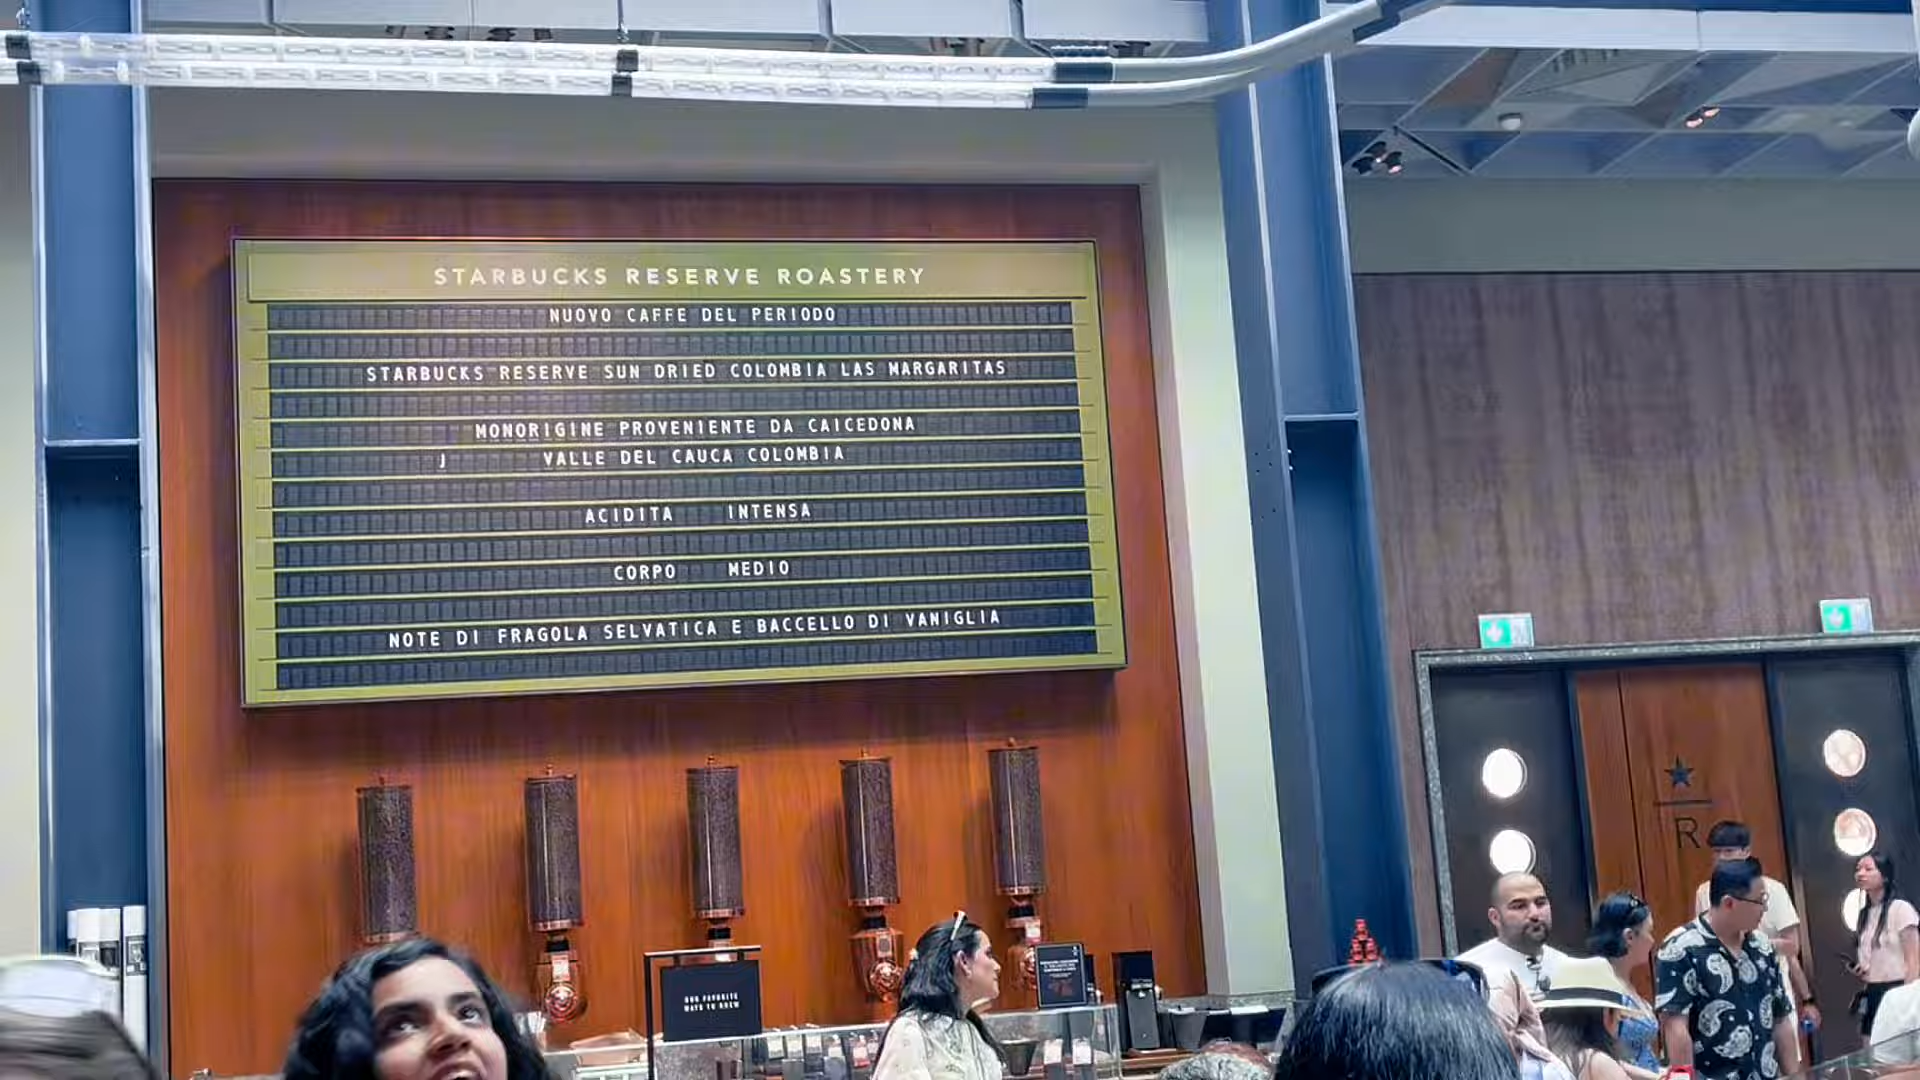 STARBUCKS RESERVE ROASTERY
NUOVO CAFFE DEL PERIODO
STARBUCKS RESERVE SUN DRIED COLOMBIA LAS MARGARITAS
MONORIGINE PROVENIENTE DA CAICEDONA
J VALLE DEL CAUCA COLOMBIA
ACIDITA INTENSA
CORPO MEDIO
NOTE DI FRAGOLA SELVATICA E BACCELLO DI VANIGLIA
OUR FAVORITE
WAYS TO BREW
R